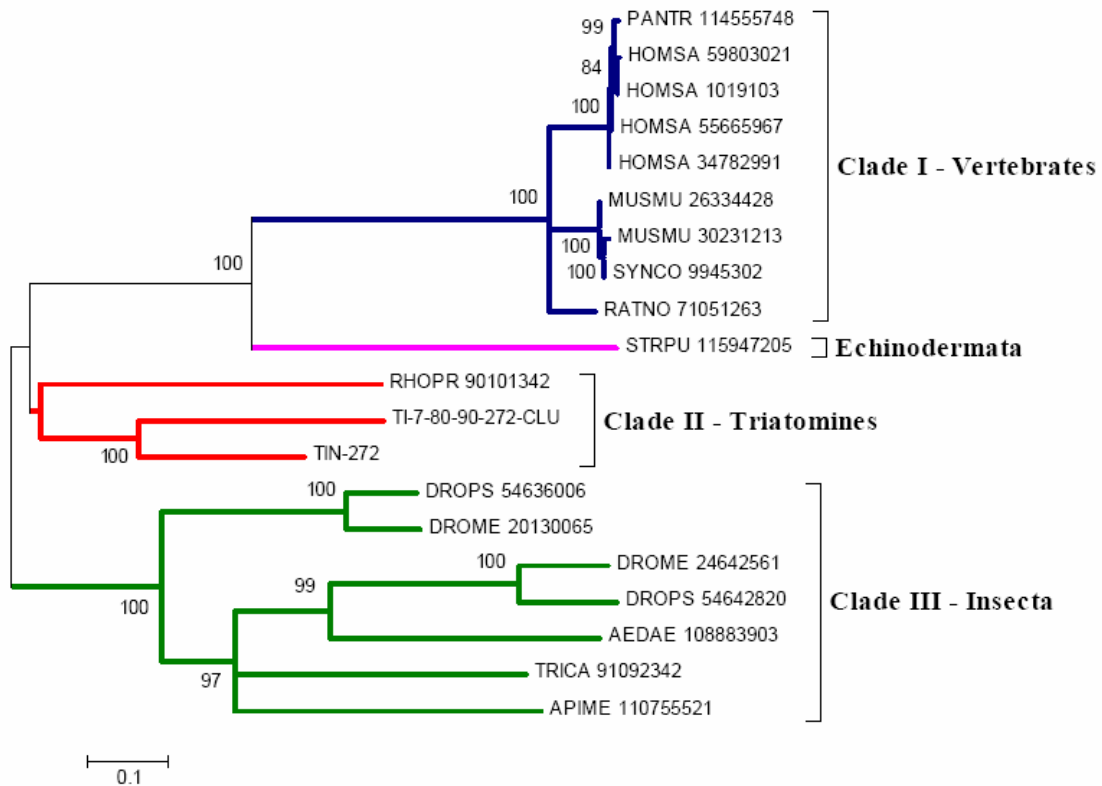 PANTR 114555748
99
HOMSA 59803021
84
HOMSA 1019103
100
HOMSA 55665967
HOMSA 34782991
Clade I - Vertebrates
100
MUSMU 26334428
MUSMU 30231213
100
SYNCO 9945302
100
RATNO 71051263
100
STRPU 115947205
Echinodermata
RHOPR 90101342
TI-7-80-90-272-CLU
Clade II - Triatomines
TIN-272
100
DROPS 54636006
100
DROME 20130065
DROME 24642561
100
99
DROPS 54642820
Clade III - Insecta
100
AEDAE 108883903
TRICA 91092342
97
APIME 110755521
0.1